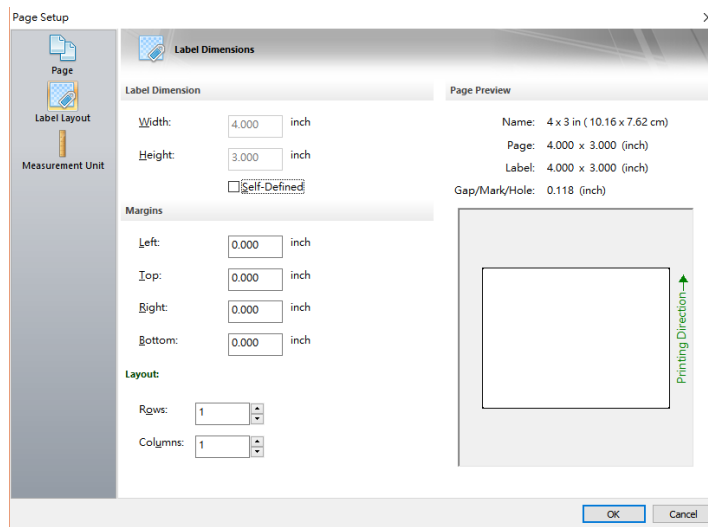 Page Setup
Page
Label Layout
Measurement Unit
Label Dimensions
Label Dimension
Width: 4.000 inch
Height: 3.000 inch
Self-Defined
Margins
Left: 0.000 inch
Top: 0.000 inch
Right: 0.000 inch
Bottom: 0.000 inch
Layout:
Rows: 1
Columns: 1
Page Preview
Name: 4 x 3 in ( 10.16 x 7.62 cm)
Page: 4.000 x 3.000 (inch)
Label: 4.000 x 3.000 (inch)
Gap/Mark/Hole: 0.118 (inch)
Printing Direction
OK Cancel